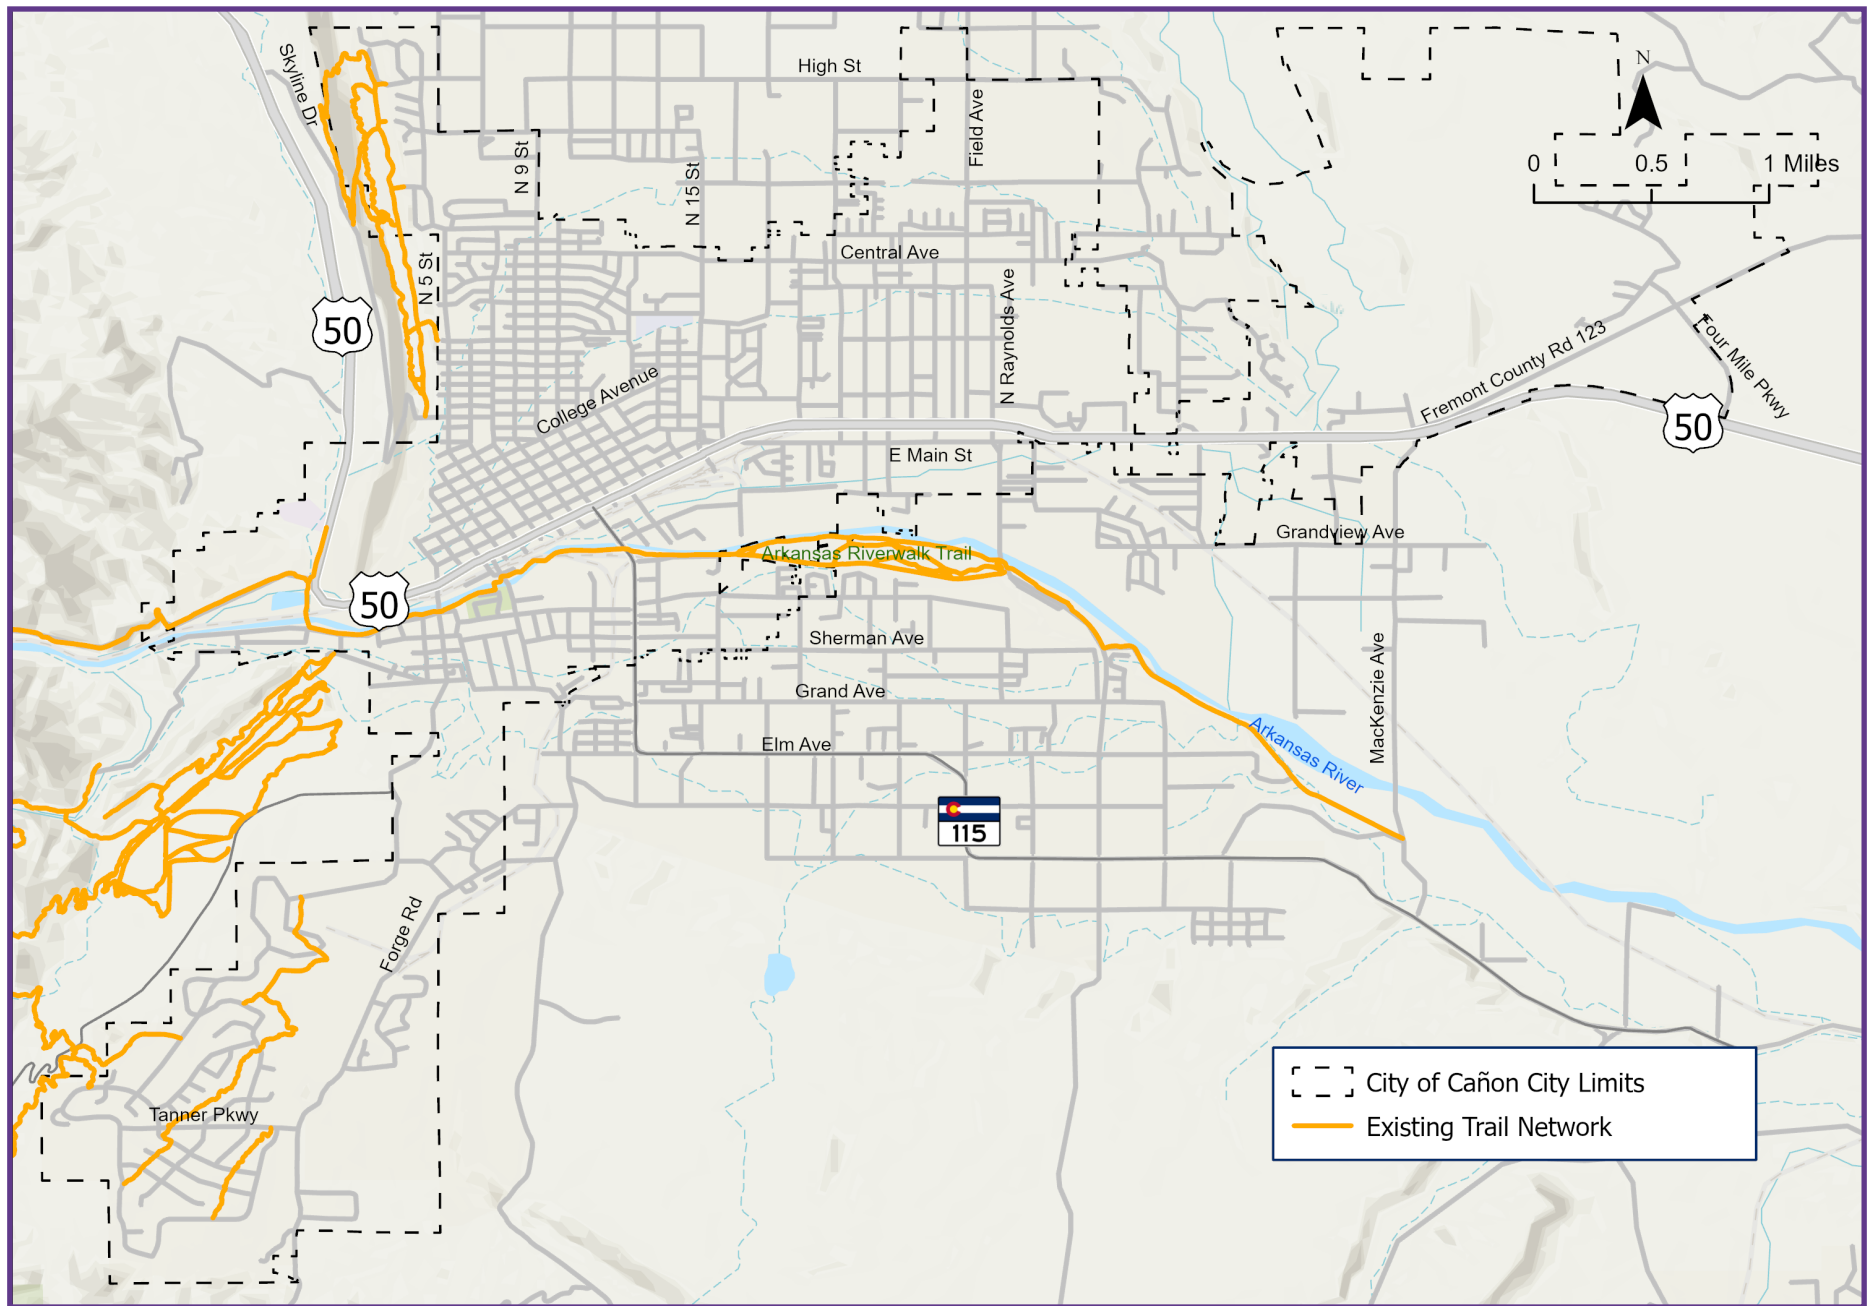 High St
N
Skyline Dr
Field Ave
0 0.5 1 Miles
N 9 St
N 15 St
Central Ave
N 5 St
N Raynolds Ave
50
Fremont County Rd 123
Four Mile Pkwy
College Avenue
50
E Main St
Grandview Ave
Arkansas Riverwalk Trail
50
Sherman Ave
MacKenzie Ave
Grand Ave
Elm Ave
Arkansas River
115
Forge Rd
Tanner Pkwy
City of Cañon City Limits
Existing Trail Network